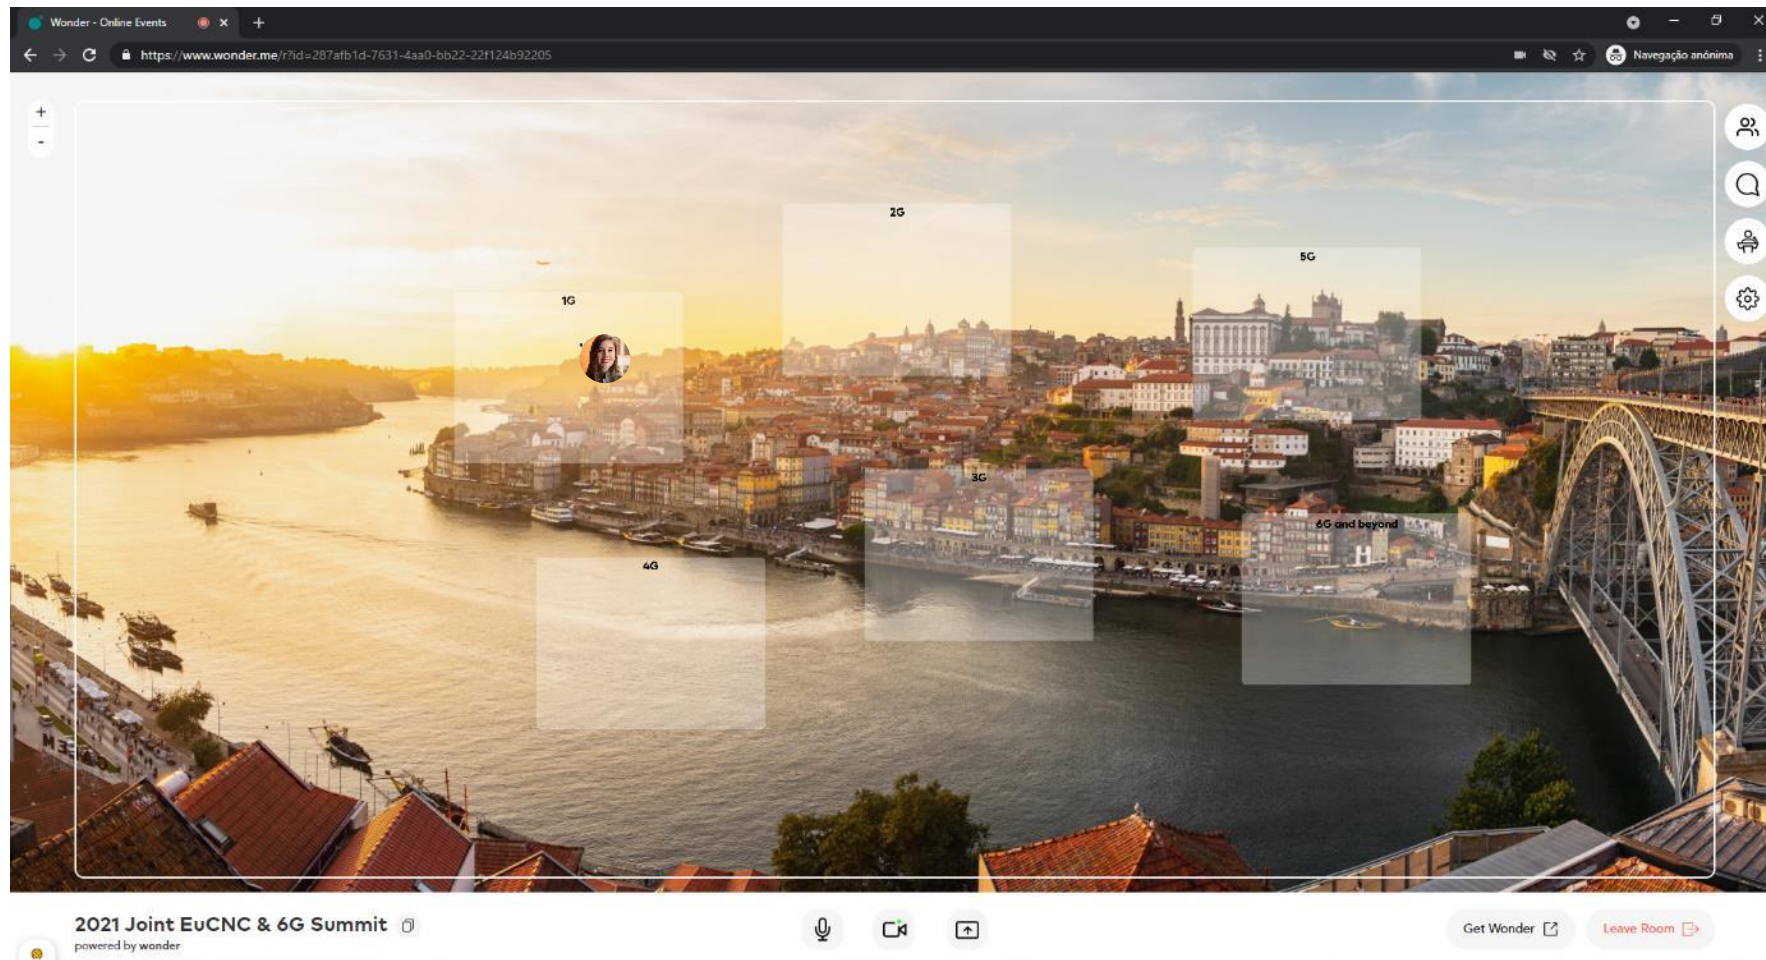 Wonder - Online Events
https://www.wonder.me/r?id=287afb1d-7631-4aa0-bb22-22f124b92205
Navegação anónima
+
-
2G
5G
1G
3G
6G and beyond
4G
2021 Joint EuCNC & 6G Summit
powered by wonder
Get Wonder
Leave Room